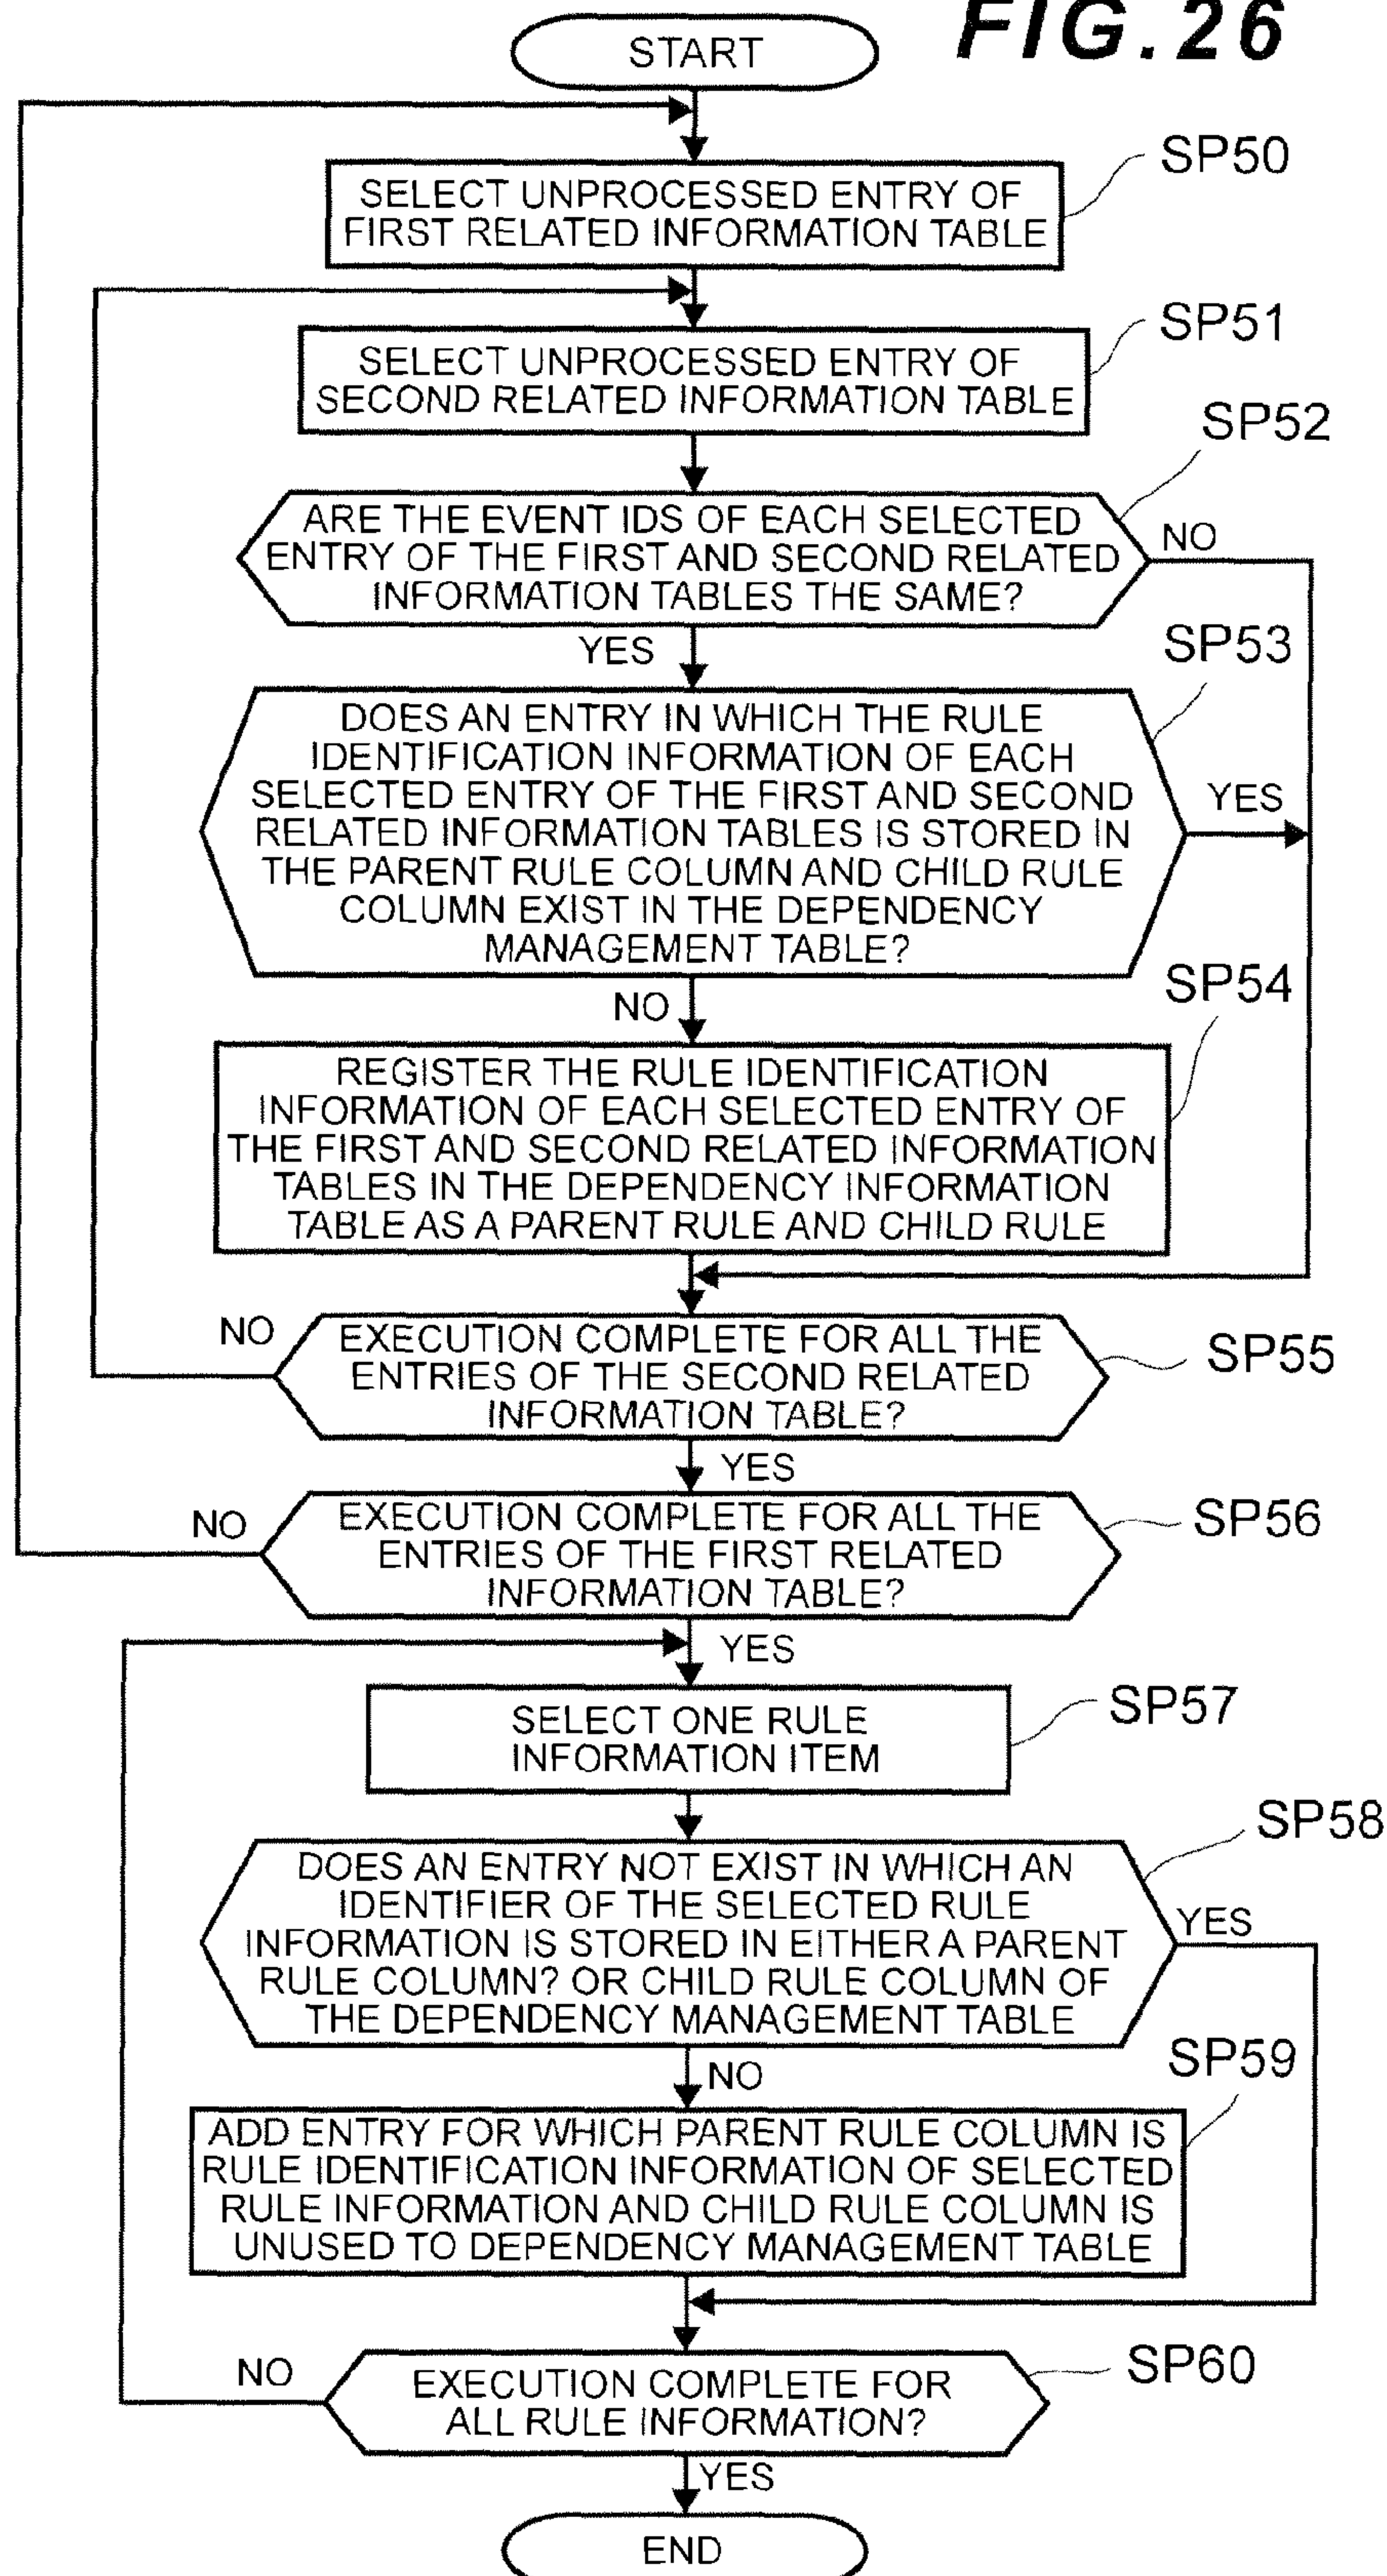 FIG.26
START
SP50
SELECT UNPROCESSED ENTRY OF
FIRST RELATED INFORMATION TABLE
SP51
SELECT UNPROCESSED ENTRY OF
SECOND RELATED INFORMATION TABLE
SP52
ARE THE EVENT IDS OF EACH SELECTED
ENTRY OF THE FIRST AND SECOND RELATED
INFORMATION TABLES THE SAME?
NO
YES
SP53
DOES AN ENTRY IN WHICH THE RULE
IDENTIFICATION INFORMATION OF EACH
SELECTED ENTRY OF THE FIRST AND SECOND
RELATED INFORMATION TABLES IS STORED IN
THE PARENT RULE COLUMN AND CHILD RULE
COLUMN EXIST IN THE DEPENDENCY
MANAGEMENT TABLE?
YES
NO
SP54
REGISTER THE RULE IDENTIFICATION
INFORMATION OF EACH SELECTED ENTRY OF
THE FIRST AND SECOND RELATED INFORMATION
TABLES IN THE DEPENDENCY INFORMATION
TABLE AS A PARENT RULE AND CHILD RULE
NO
EXECUTION COMPLETE FOR ALL THE
ENTRIES OF THE SECOND RELATED
INFORMATION TABLE?
SP55
YES
NO
EXECUTION COMPLETE FOR ALL THE
ENTRIES OF THE FIRST RELATED
INFORMATION TABLE?
SP56
YES
SELECT ONE RULE
INFORMATION ITEM
SP57
SP58
DOES AN ENTRY NOT EXIST IN WHICH AN
IDENTIFIER OF THE SELECTED RULE
INFORMATION IS STORED IN EITHER A PARENT
RULE COLUMN? OR CHILD RULE COLUMN OF
THE DEPENDENCY MANAGEMENT TABLE
YES
NO
SP59
ADD ENTRY FOR WHICH PARENT RULE COLUMN IS
RULE IDENTIFICATION INFORMATION OF SELECTED
RULE INFORMATION AND CHILD RULE COLUMN IS
UNUSED TO DEPENDENCY MANAGEMENT TABLE
NO
EXECUTION COMPLETE FOR
ALL RULE INFORMATION?
SP60
YES
END